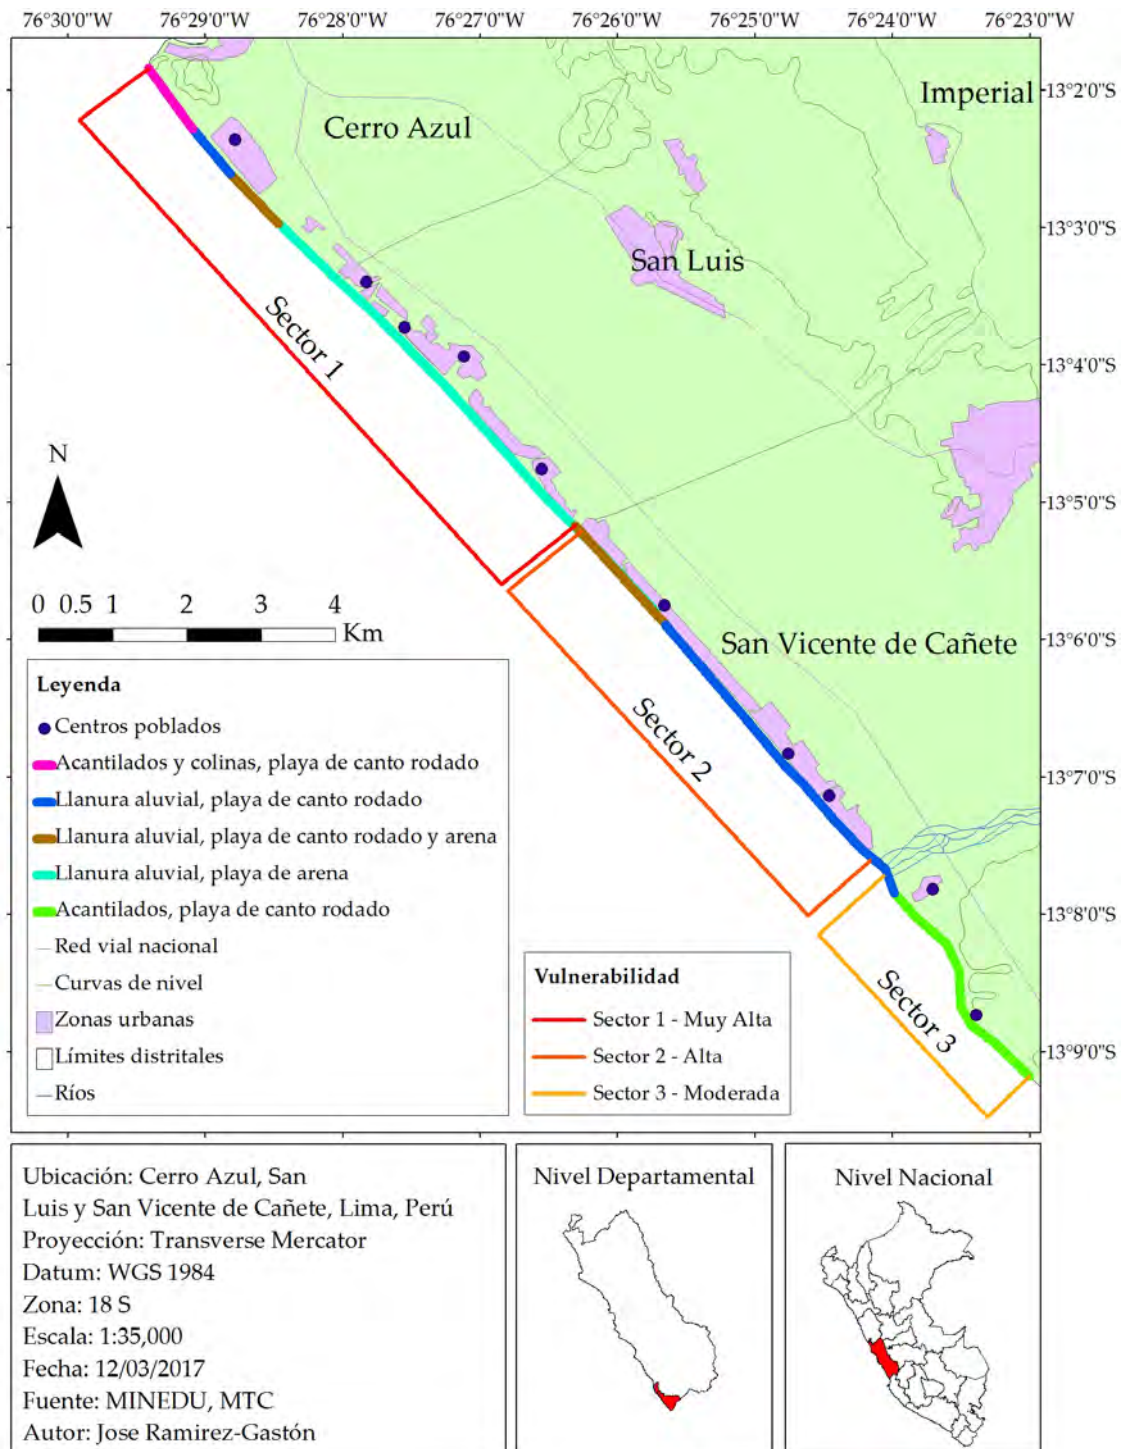 76°30'0"W 76°29'0"W 76°28'0"W 76°27'0"W 76°26'0"W 76°25'0"W 76°24'0"W 76°23'0"W
13°2'0"S
13°3'0"S
13°4'0"S
13°5'0"S
13°6'0"S
13°7'0"S
13°8'0"S
13°9'0"S
Imperial
Cerro Azul
San Luis
Sector 1
N
0 0.5 1 2 3 4
Km
San Vicente de Cañete
Sector 2
Sector 3
Leyenda
Centros poblados
Acantilados y colinas, playa de canto rodado
Llanura aluvial, playa de canto rodado
Llanura aluvial, playa de canto rodado y arena
Llanura aluvial, playa de arena
Acantilados, playa de canto rodado
Red vial nacional
Curvas de nivel
Zonas urbanas
Límites distritales
Ríos
Vulnerabilidad
Sector 1 - Muy Alta
Sector 2 - Alta
Sector 3 - Moderada
Ubicación: Cerro Azul, San
Luis y San Vicente de Cañete, Lima, Perú
Proyección: Transverse Mercator
Datum: WGS 1984
Zona: 18 S
Escala: 1:35,000
Fecha: 12/03/2017
Fuente: MINEDU, MTC
Autor: Jose Ramirez-Gastón
Nivel Departamental
Nivel Nacional